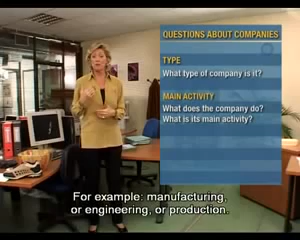 QUESTIONS ABOUT COMPANIES
TYPE
What type of company is it?
MAIN ACTIVITY
What does the company do?
What is its main activity?
For example: manufacturing,
or engineering, or production.